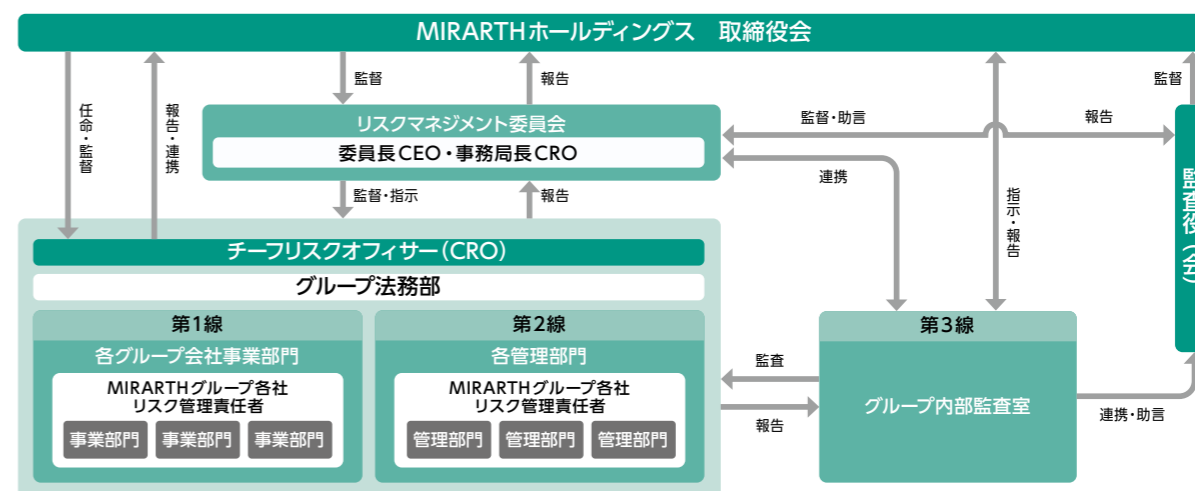 MIRARTHホールディングス　取締役会
監督
報告
監督
任命・監督
報告・連携
リスクマネジメント委員会
委員長CEO・事務局長CRO
監督・助言
報告
連携
監督・指示
報告
指示・報告
監査役(会)
チーフリスクオフィサー(CRO)
グループ法務部
第1線
各グループ会社事業部門
MIRARTHグループ各社
リスク管理責任者
事業部門
事業部門
事業部門
第2線
各管理部門
MIRARTHグループ各社
リスク管理責任者
管理部門
管理部門
管理部門
監査
報告
第3線
グループ内部監査室
連携・助言